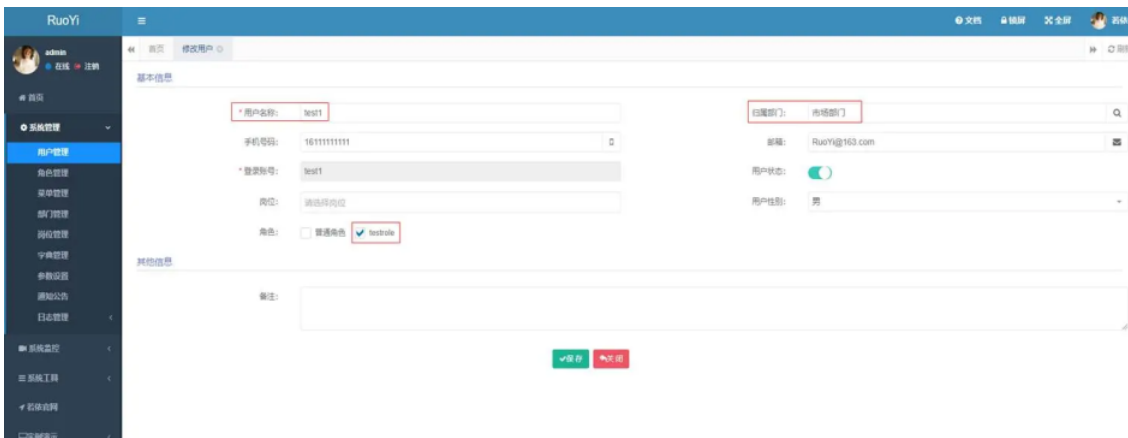 RuoYi
文档 锁屏 全屏 若依
admin
在线 注销
首页 修改用户
基本信息
首页
* 用户名称: test1 归属部门: 市场部门
系统管理
手机号码: 16111111111 邮箱: RuoYi@163.com
用户管理
* 登录账号: test1 用户状态:
角色管理
菜单管理
岗位: 请选择岗位 用户性别: 男
部门管理
岗位管理
角色: 普通角色 testrole
字典管理
其他信息
参数设置
通知公告
备注:
日志管理
系统监控
保存 关闭
系统工具
若依官网
实例演示